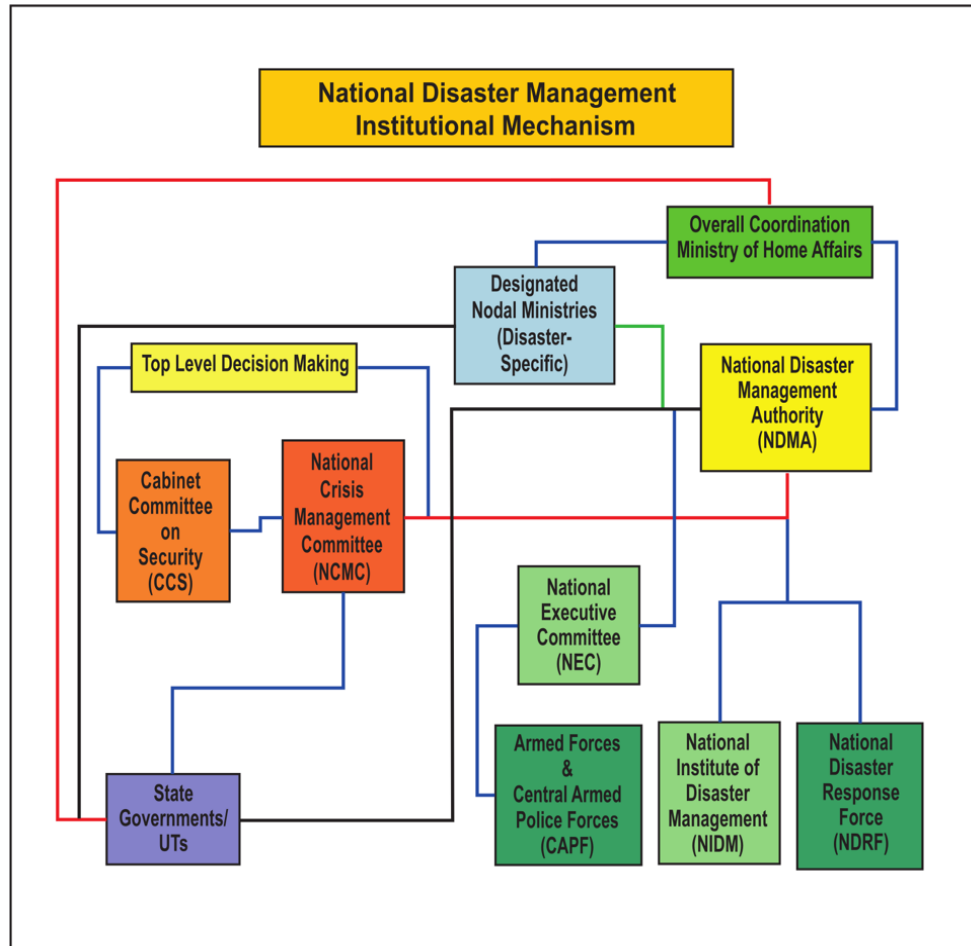 National Disaster Management
Institutional Mechanism
Overall Coordination
Ministry of Home Affairs
Designated
Nodal Ministries
(Disaster-
Specific)
Top Level Decision Making
National Disaster
Management
Authority
(NDMA)
Cabinet
Committee
on
Security
(CCS)
National
Crisis
Management
Committee
(NCMC)
National
Executive
Committee
(NEC)
State
Governments/
UTs
Armed Forces
&
Central Armed
Police Forces
(CAPF)
National
Institute of
Disaster
Management
(NIDM)
National
Disaster
Response
Force
(NDRF)